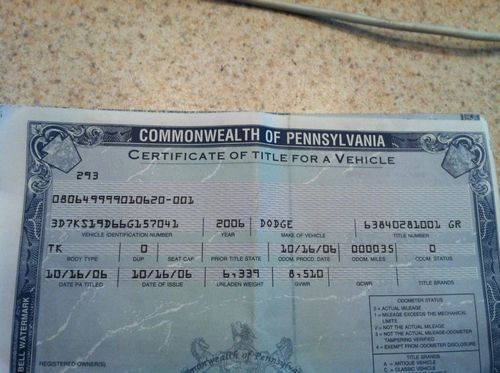 COMMONWEALTH OF PENNSYLVANIA
CERTIFICATE OF TITLE FOR A VEHICLE
293
080649999010620-001
3D7KS19D66G157041 2006 DODGE 63840281001 GR
VEHICLE IDENTIFICATION NUMBER YEAR MAKE OF VEHICLE TITLE NUMBER
TK 0 10/16/06 000035 0
BODY TYPE DUP SEAT CAP PRIOR TITLE STATE ODOM. PROCD. DATE ODOM. MILES ODOM. STATUS
10/16/06 10/16/06 6,339 8,510
DATE PA TITLED DATE OF ISSUE UNLADEN WEIGHT GVWR GCWR TITLE BRANDS
ODOMETER STATUS
0 = ACTUAL MILEAGE
1 = MILEAGE EXCEEDS THE MECHANICAL
LIMITS
2 = NOT THE ACTUAL MILEAGE
3 = NOT THE ACTUAL MILEAGE-ODOMETER
TAMPERING VERIFIED
4 = EXEMPT FROM ODOMETER DISCLOSURE
TITLE BRANDS
A = ANTIQUE VEHICLE
C = CLASSIC VEHICLE
REGISTERED OWNER(S)
monwealth of Pennsylva
BELL WATERMARK